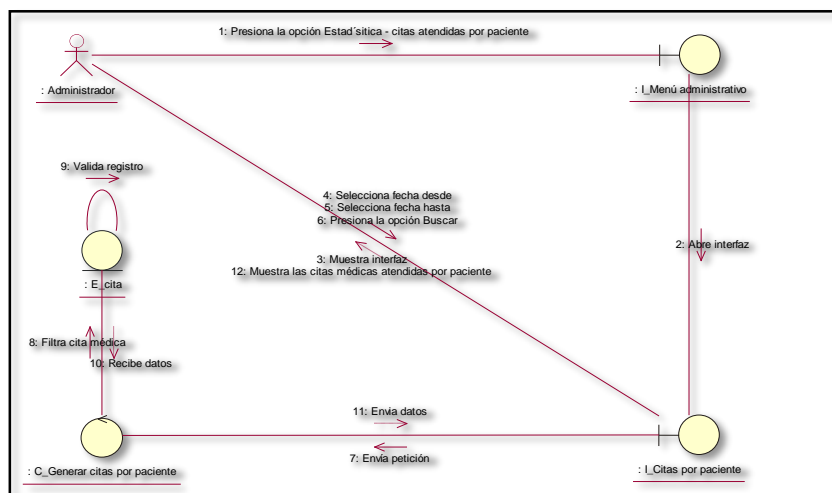 1: Presiona la opción Estad´sitica - citas atendidas por paciente
: Administrador
: I_Menú administrativo
9: Valida registro
4: Selecciona fecha desde
5: Selecciona fecha hasta
6: Presiona la opción Buscar
2: Abre interfaz
3: Muestra interfaz
12: Muestra las citas médicas atendidas por paciente
: E_cita
8: Filtra cita médica
10: Recibe datos
11: Envia datos
7: Envía petición
: C_Generar citas por paciente
: I_Citas por paciente